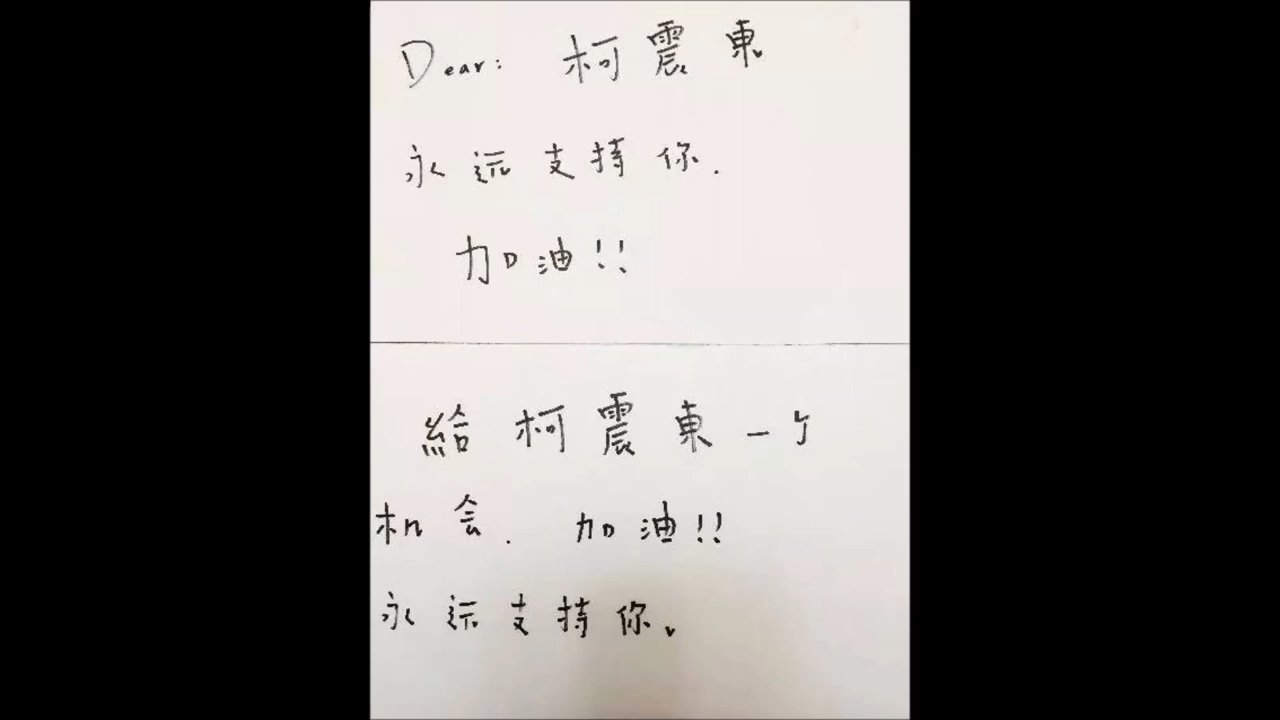 Dear: 柯震東
永远支持你.
加油!!
給柯震東一个
机会. 加油!!
永远支持你。